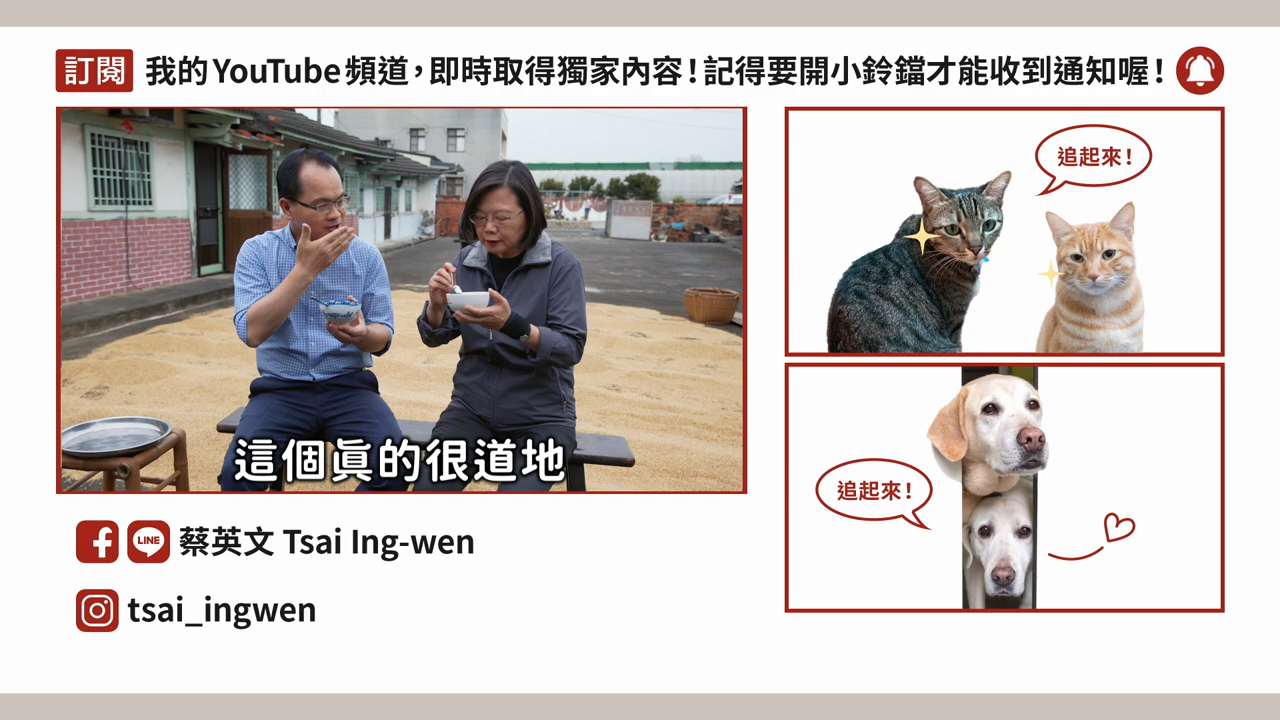 訂閱 我的YouTube頻道，即時取得獨家內容！記得要開小鈴鐺才能收到通知喔！
這個真的很道地
追起來！
追起來！
LINE 蔡英文 Tsai Ing-wen
tsai_ingwen